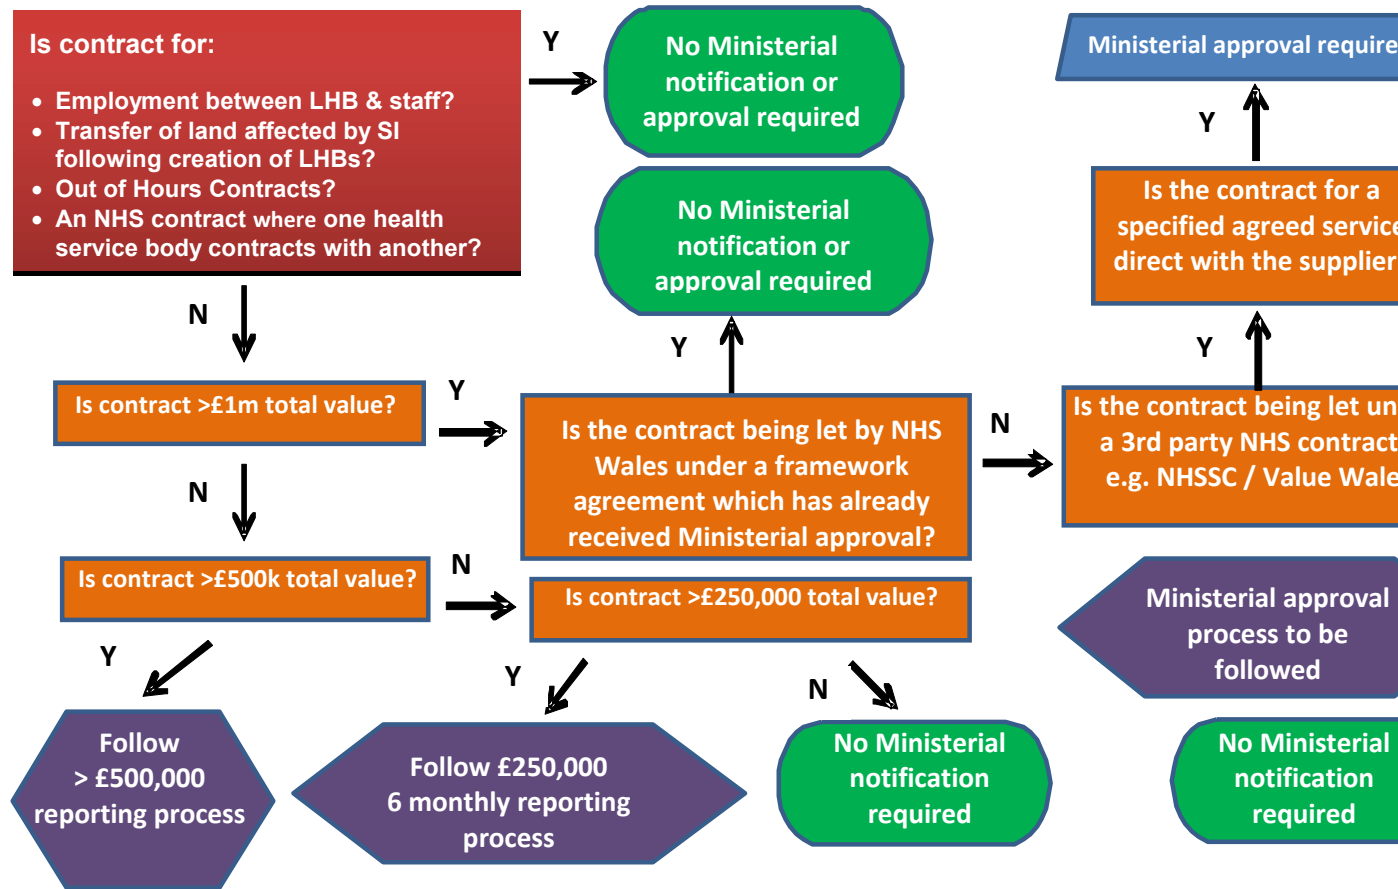 Is contract for:
• Employment between LHB & staff?
• Transfer of land affected by SI
following creation of LHBs?
• Out of Hours Contracts?
• An NHS contract where one health
service body contracts with another?
Y
No Ministerial
notification or
approval required
Ministerial approval require
Y
No Ministerial
notification or
approval required
Is the contract for a
specified agreed service
direct with the supplier
N
Y
Y
Is contract >£1m total value?
Y
Is the contract being let by NHS
Wales under a framework
agreement which has already
received Ministerial approval?
N
Is the contract being let un
a 3rd party NHS contract
e.g. NHSSC / Value Wale
N
Is contract >£500k total value?
N
Is contract >£250,000 total value?
Ministerial approval
process to be
followed
Y
Y
N
Follow
> £500,000
reporting process
Follow £250,000
6 monthly reporting
process
No Ministerial
notification
required
No Ministerial
notification
required